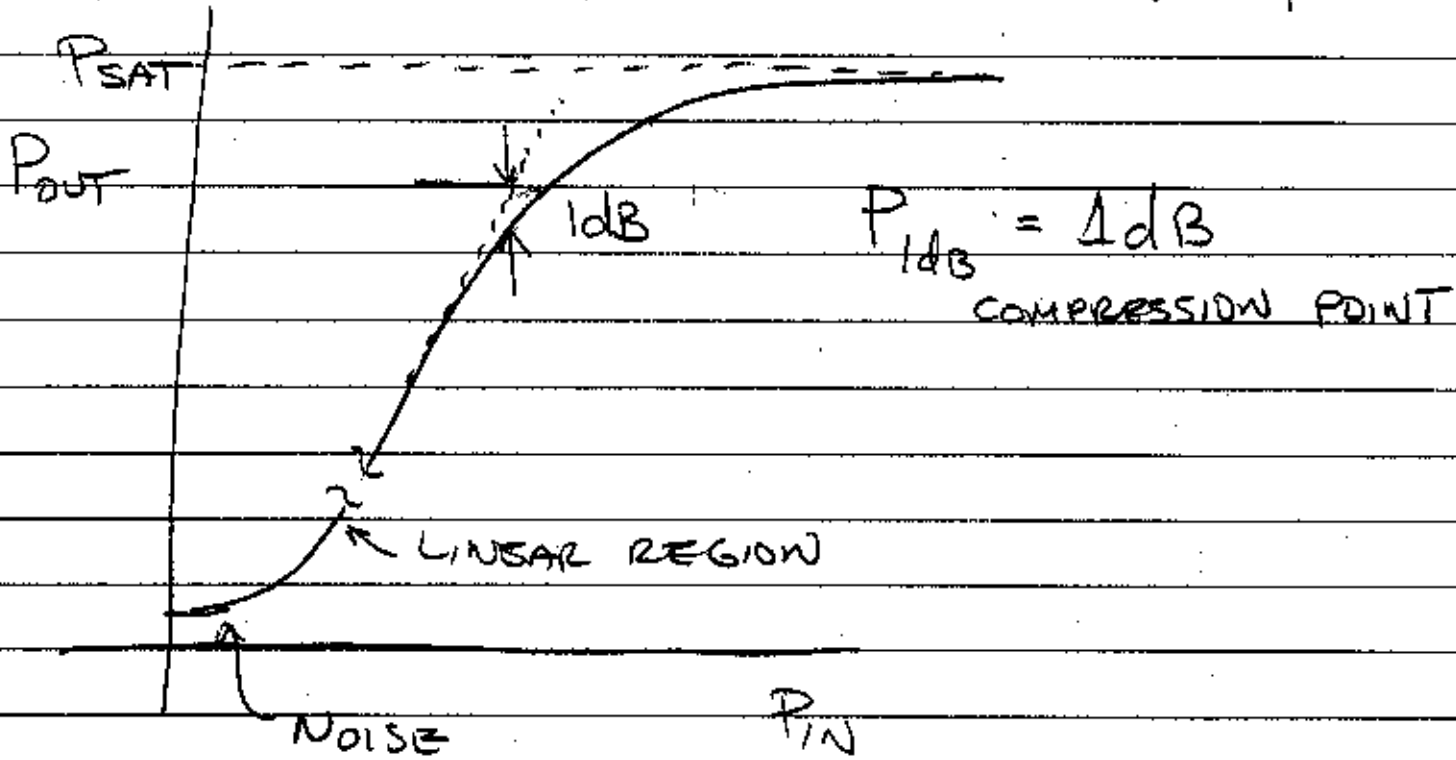 PSAT
POUT
1dB
P1dB = 1dB
COMPRESSION POINT
LINEAR REGION
NOISE
PIN